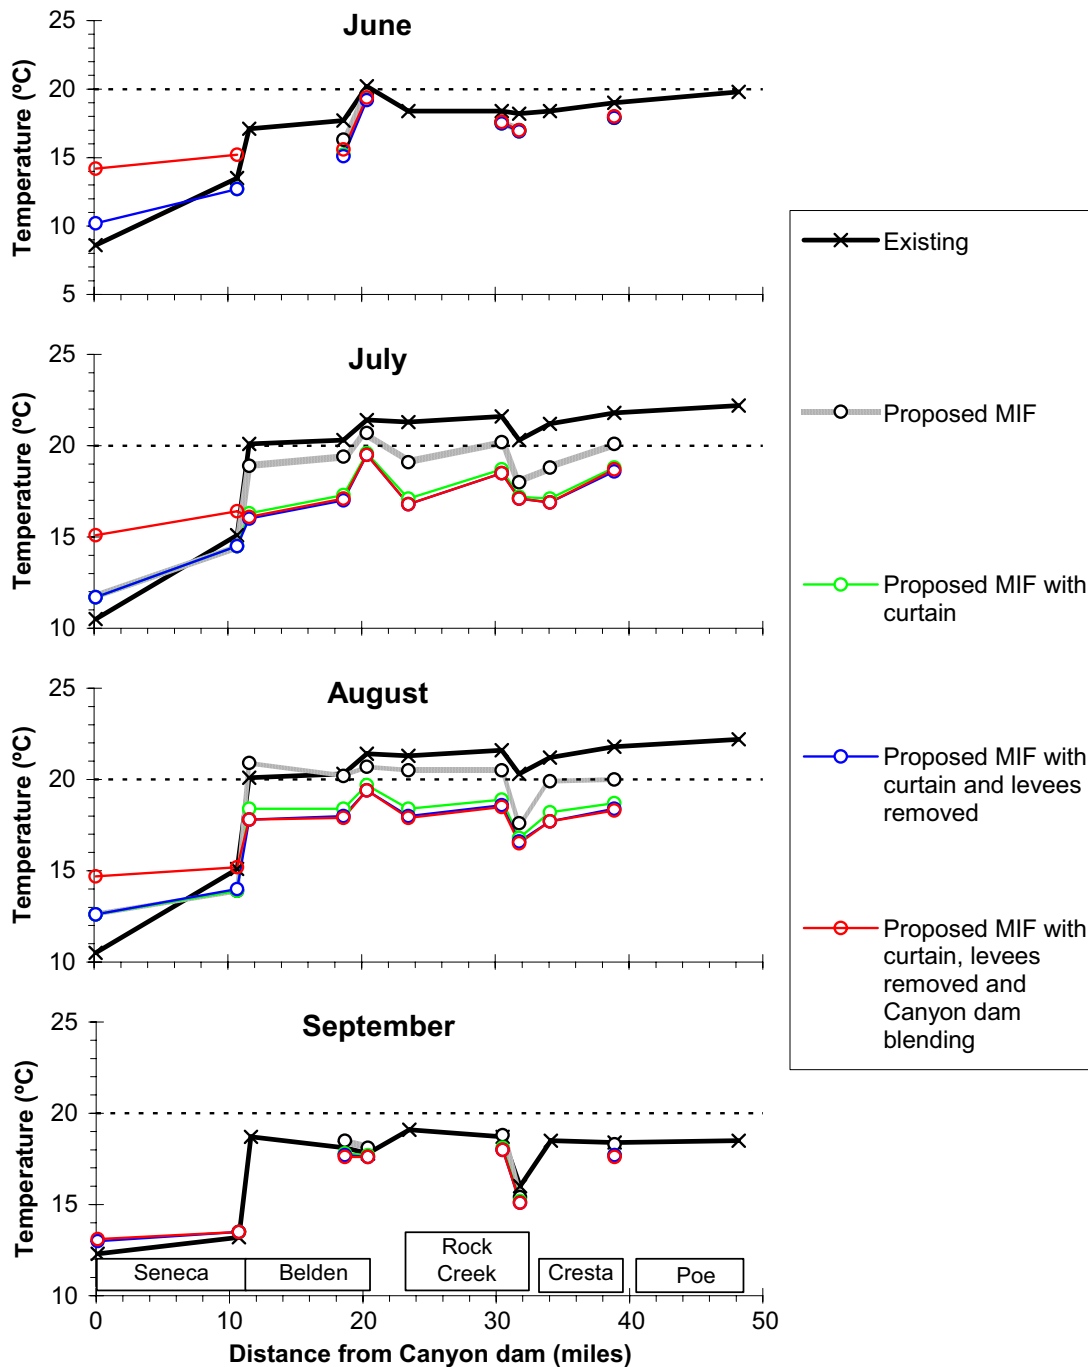 June
Temperature (ºC)
25
20
15
10
5
July
Temperature (ºC)
25
20
15
10
August
Temperature (ºC)
25
20
15
10
September
Temperature (ºC)
25
20
15
10
Seneca
Belden
Rock
Creek
Cresta
Poe
0 10 20 30 40 50
Distance from Canyon dam (miles)
Existing
Proposed MIF
Proposed MIF with
curtain
Proposed MIF with
curtain and levees
removed
Proposed MIF with
curtain, levees
removed and
Canyon dam
blending